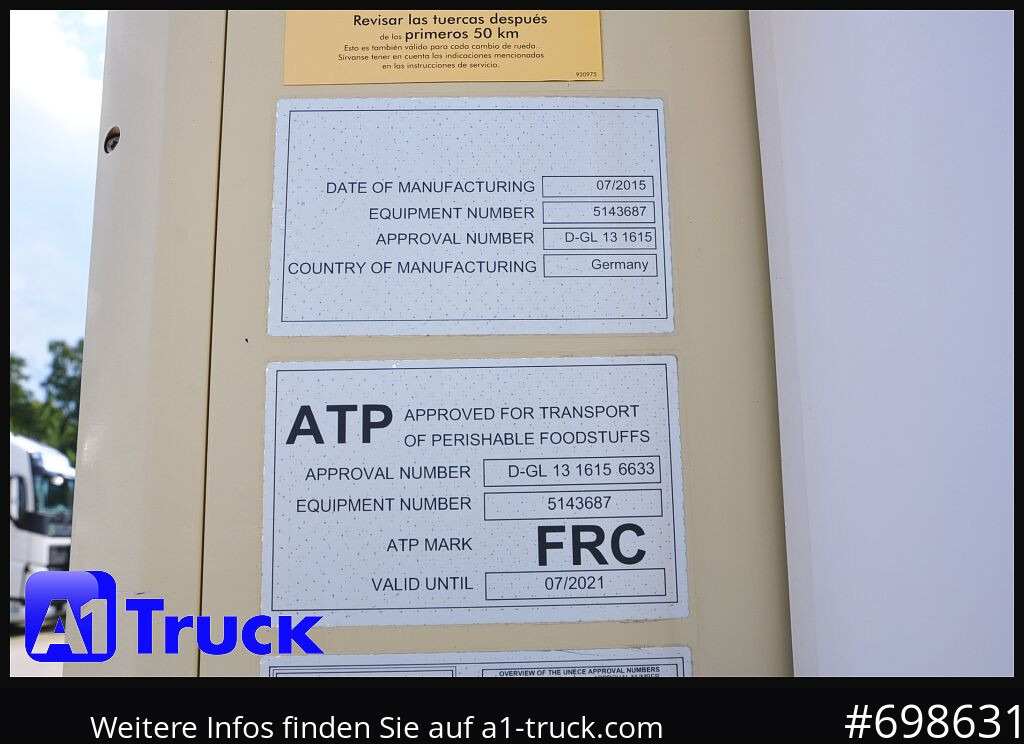 Revisar las tuercas después
de los primeros 50 km
Esto es también válido para cada cambio de rueda.
Sírvanse tener en cuenta las indicaciones mencionadas
en las instrucciones de servicio.
920975
DATE OF MANUFACTURING 07/2015
EQUIPMENT NUMBER 5143687
APPROVAL NUMBER D-GL 13 1615
COUNTRY OF MANUFACTURING Germany
ATP APPROVED FOR TRANSPORT
OF PERISHABLE FOODSTUFFS
APPROVAL NUMBER D-GL 13 1615 6633
EQUIPMENT NUMBER 5143687
ATP MARK FRC
VALID UNTIL 07/2021
OVERVIEW OF THE UNECE APPROVAL NUMBERS
APPROVAL NUMBER
A1 Truck
Weitere Infos finden Sie auf a1-truck.com
#698631